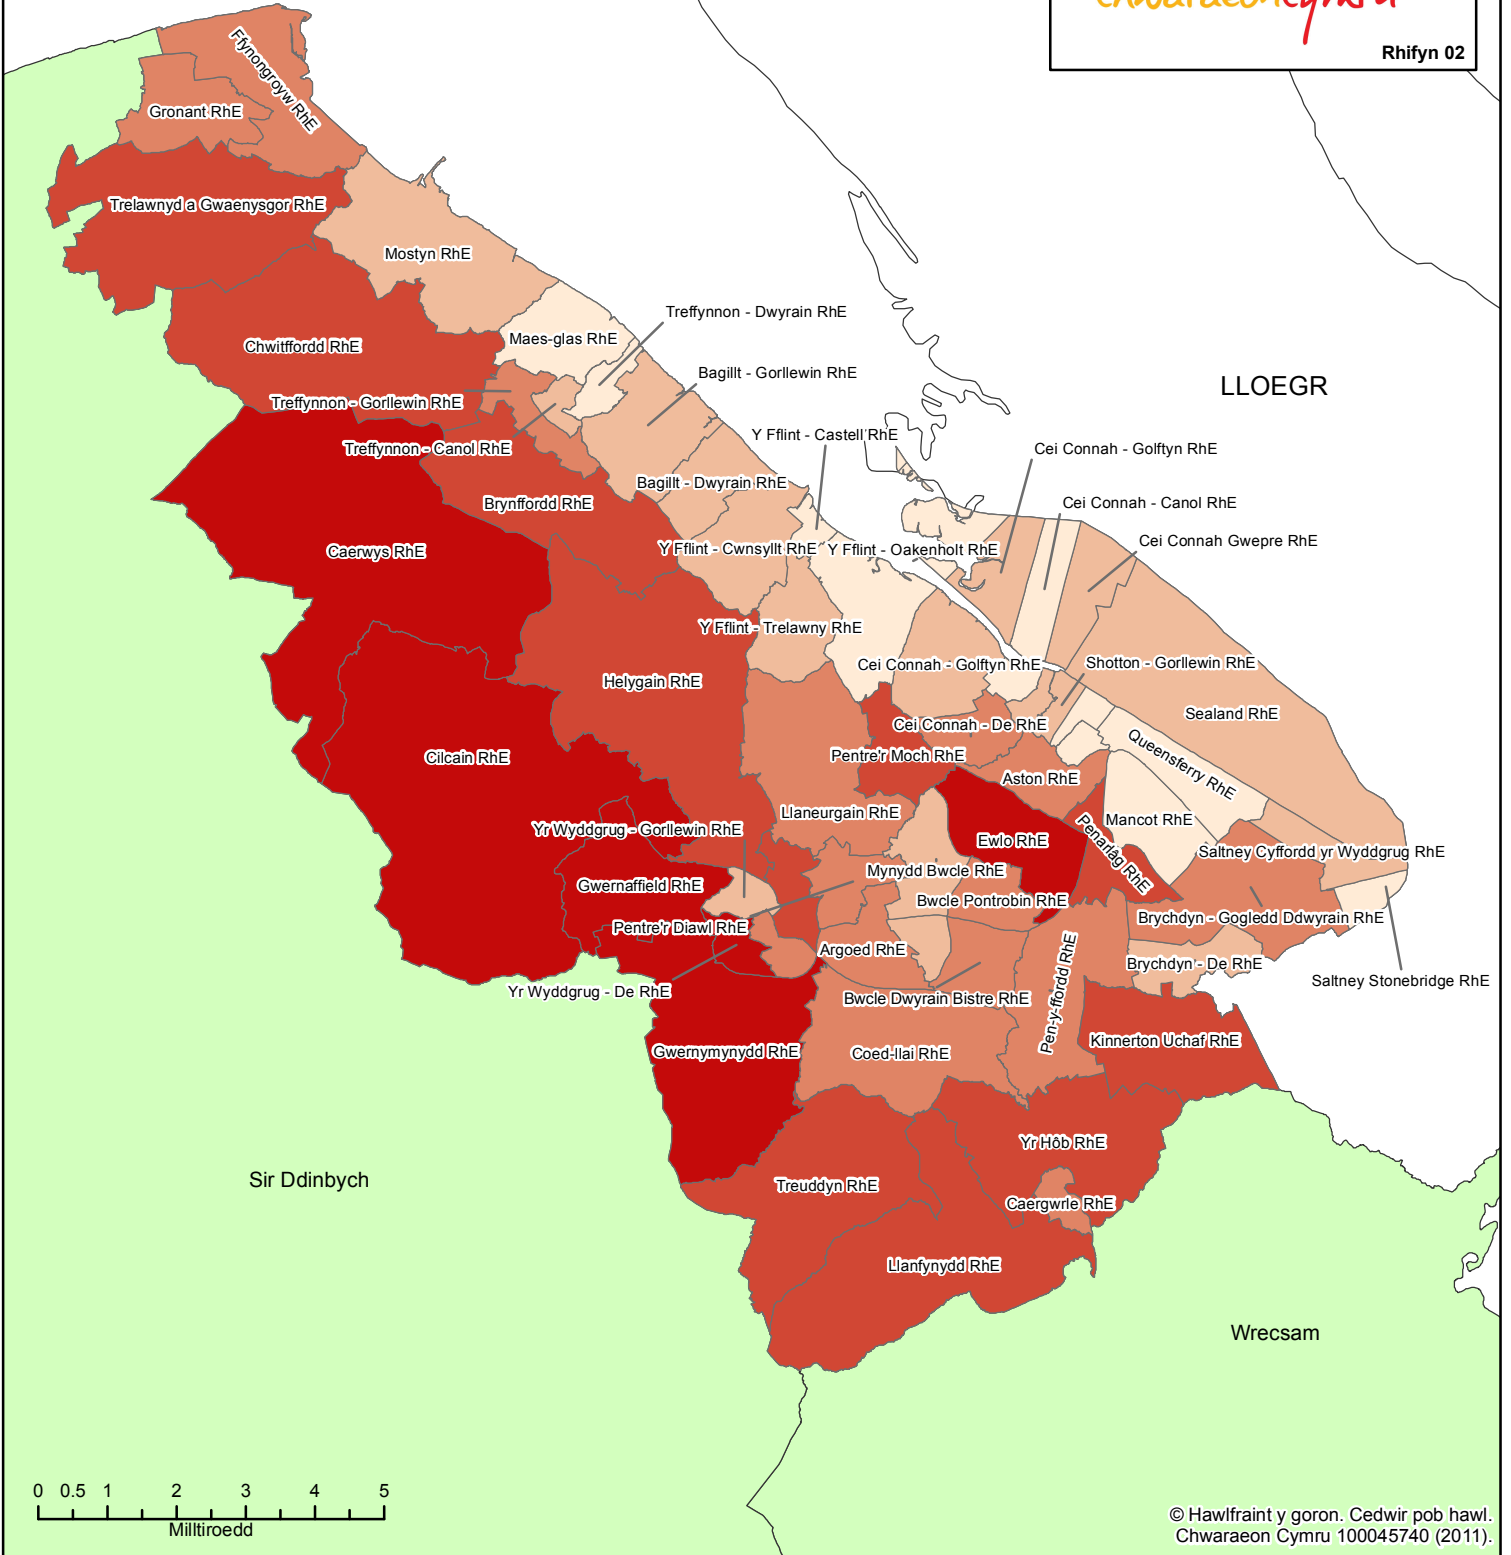 chwaraeoncymru
Rhifyn 02
Ffynongroyw RhE
Gronant RhE
Trelawnyd a Gwaenysgor RhE
Mostyn RhE
Treffynnon - Dwyrain RhE
Maes-glas RhE
Chwitffordd RhE
Bagillt - Gorllewin RhE
LLOEGR
Treffynnon - Gorllewin RhE
Y Fflint - Castell RhE
Treffynnon - Canol RhE
Cei Connah - Golftyn RhE
Bagillt - Dwyrain RhE
Brynffordd RhE
Cei Connah - Canol RhE
Caerwys RhE
Y Fflint - Cwnsyllt RhE
Y Fflint - Oakenholt RhE
Cei Connah Gwepre RhE
Y Fflint - Trelawny RhE
Cei Connah - Golftyn RhE
Shotton - Gorllewin RhE
Helygain RhE
Sealand RhE
Cei Connah - De RhE
Cilcain RhE
Pentre'r Moch RhE
Queensferry RhE
Aston RhE
Llaneurgain RhE
Mancot RhE
Yr Wyddgrug - Gorllewin RhE
Ewlo RhE
Penarlâg RhE
Saltney Cyffordd yr Wyddgrug RhE
Mynydd Bwcle RhE
Gwernaffield RhE
Bwcle Pontrobin RhE
Brychdyn - Gogledd Ddwyrain RhE
Pentre'r Diawl RhE
Argoed RhE
Brychdyn - De RhE
Saltney Stonebridge RhE
Yr Wyddgrug - De RhE
Bwcle Dwyrain Bistre RhE
Pen-y-ffordd RhE
Gwernymynydd RhE
Coed-llai RhE
Kinnerton Uchaf RhE
Yr Hôb RhE
Sir Ddinbych
Treuddyn RhE
Caergwrle RhE
Llanfynydd RhE
Wrecsam
0 0.5 1 2 3 4 5
Milltiroedd
© Hawlfraint y goron. Cedwir pob hawl.
Chwaraeon Cymru 100045740 (2011).